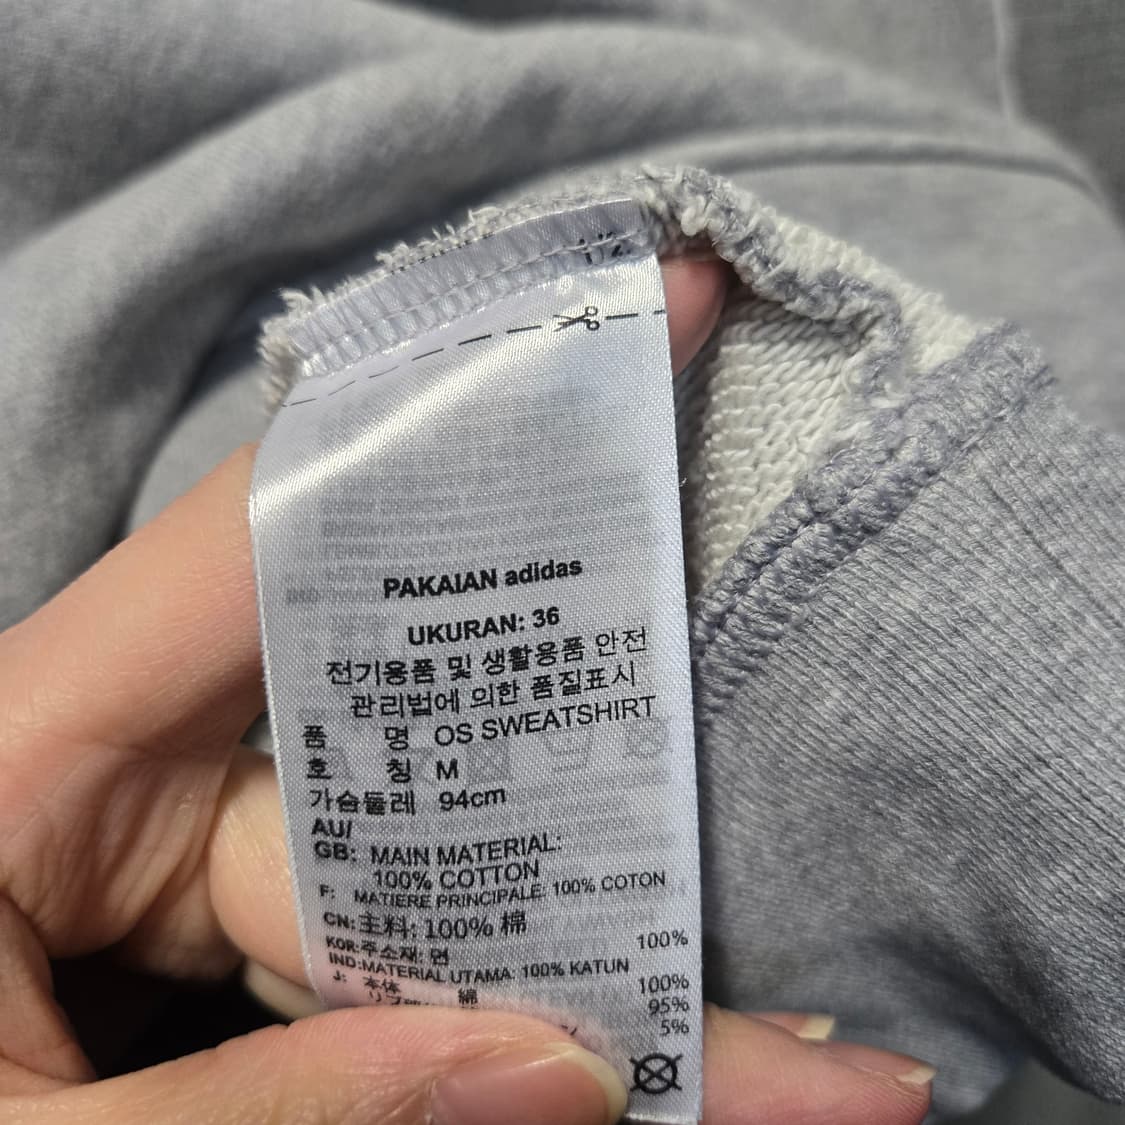 PAKAIAN adidas
UKURAN: 36
전기용품 및 생활용품 안전
관리법에 의한 품질표시
품 명 OS SWEATSHIRT
호 칭 M
가슴둘레 94cm
AU/
GB: MAIN MATERIAL:
100% COTTON
F: MATIERE PRINCIPALE: 100% COTON
CN: 主料: 100% 棉
KOR: 주소재: 면 100%
IND: MATERIAL UTAMA: 100% KATUN
J: 本体 綿 100%
95%
5%